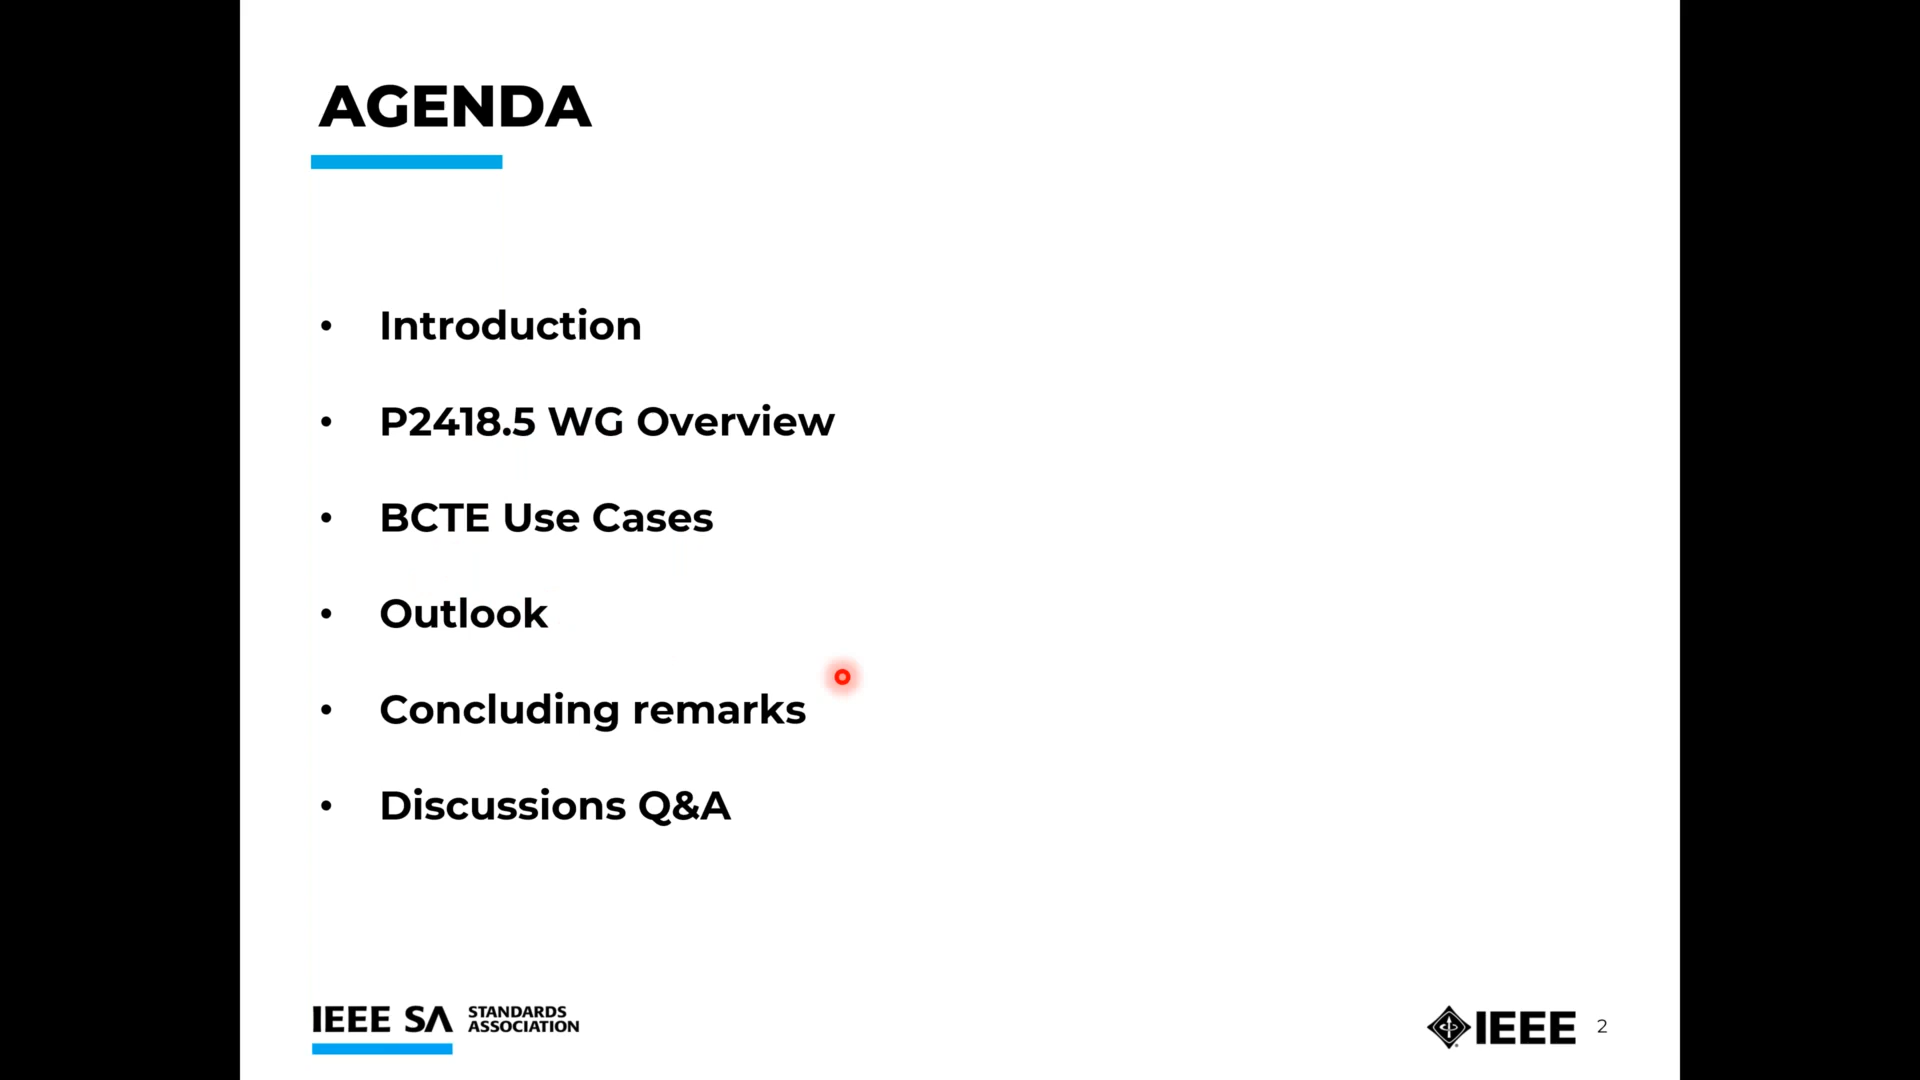 AGENDA
• Introduction
• P2418.5 WG Overview
• BCTE Use Cases
• Outlook
• Concluding remarks
• Discussions Q&A
IEEE SA STANDARDS
ASSOCIATION
IEEE 2